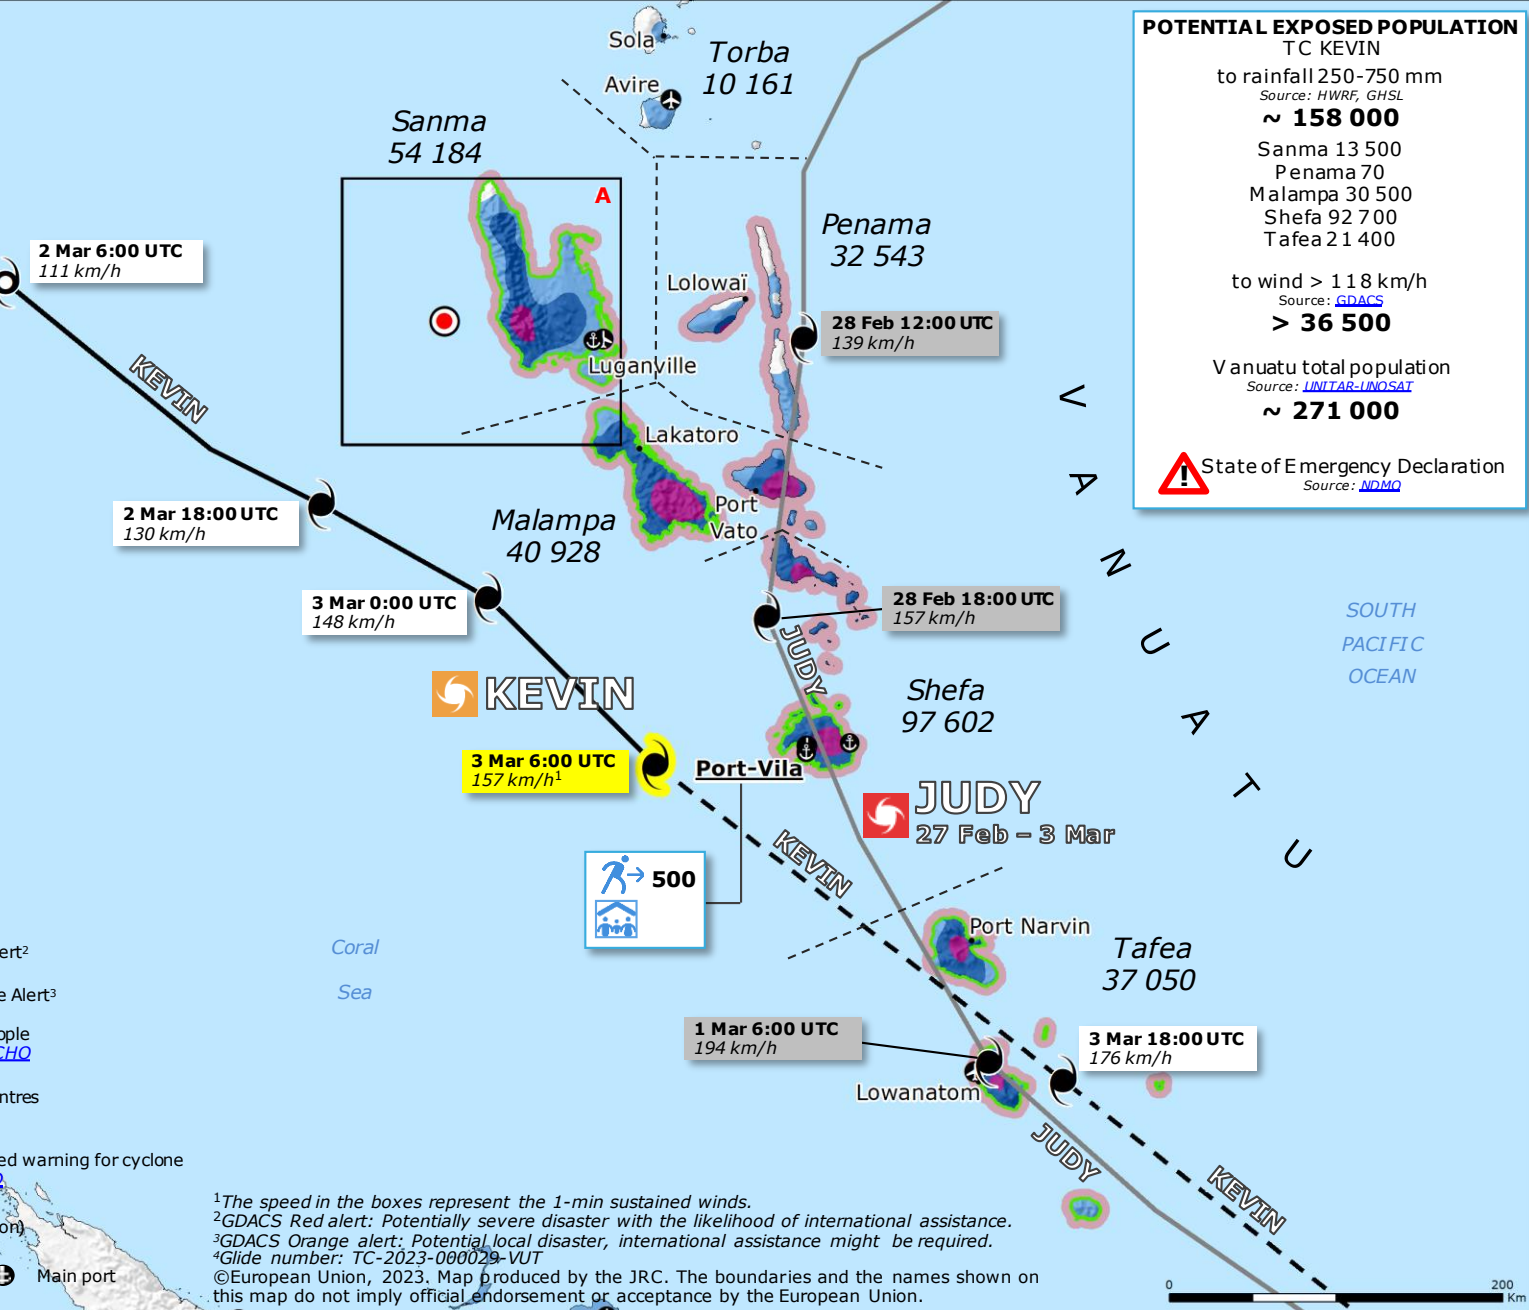 POTENTIAL EXPOSED POPULATION
TC KEVIN
to rainfall 250-750 mm
Source: HWRF, GHSL
~ 158 000
Sanma 13 500
Penama 70
Malampa 30 500
Shefa 92 700
Tafea 21 400
to wind > 118 km/h
Source: GDACS
> 36 500
Vanuatu total population
Source: UNITAR-UNOSAT
~ 271 000
State of Emergency Declaration
Source: NDMO
Sola
Torba
10 161
Avire
Sanma
54 184
A
Penama
32 543
2 Mar 6:00 UTC
111 km/h
Lolowaï
28 Feb 12:00 UTC
139 km/h
Luganville
KEVIN
VANUATU
Lakatoro
2 Mar 18:00 UTC
130 km/h
Malampa
40 928
Port
Vato
3 Mar 0:00 UTC
148 km/h
28 Feb 18:00 UTC
157 km/h
SOUTH
PACIFIC
OCEAN
JUDY
KEVIN
Shefa
97 602
3 Mar 6:00 UTC
157 km/h1
Port-Vila
JUDY
27 Feb – 3 Mar
KEVIN
500
Port Narvin
Tafea
37 050
Coral
Sea
ert2
e Alert3
ople
CHO
ntres
ed warning for cyclone
on)
Main port
1 Mar 6:00 UTC
194 km/h
3 Mar 18:00 UTC
176 km/h
Lowanatom
JUDY
KEVIN
1The speed in the boxes represent the 1-min sustained winds.
2GDACS Red alert: Potentially severe disaster with the likelihood of international assistance.
3GDACS Orange alert: Potential local disaster, international assistance might be required.
4Glide number: TC-2023-000029-VUT
©European Union, 2023. Map produced by the JRC. The boundaries and the names shown on
this map do not imply official endorsement or acceptance by the European Union.
0 200
Km